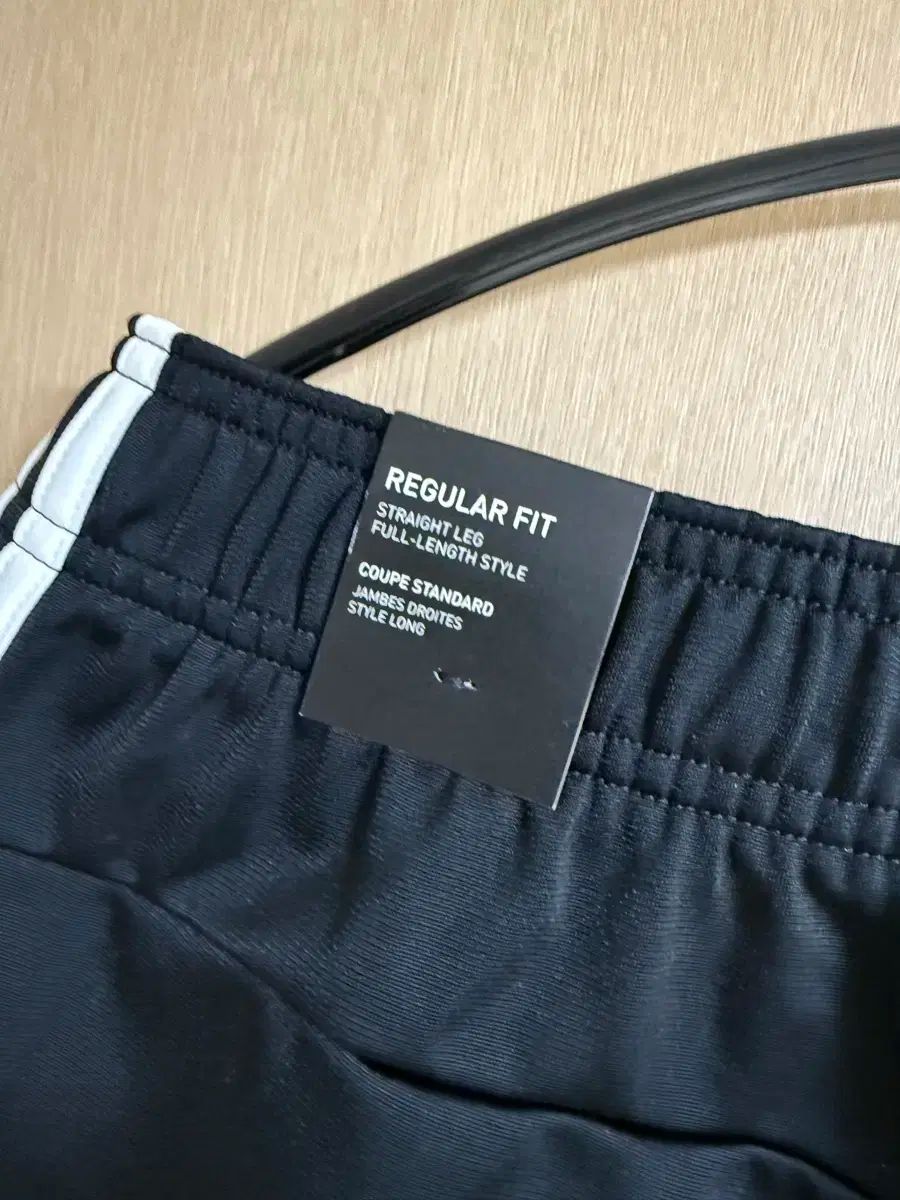 REGULAR FIT
STRAIGHT LEG
FULL-LENGTH STYLE
COUPE STANDARD
JAMBES DROITES
STYLE LONG